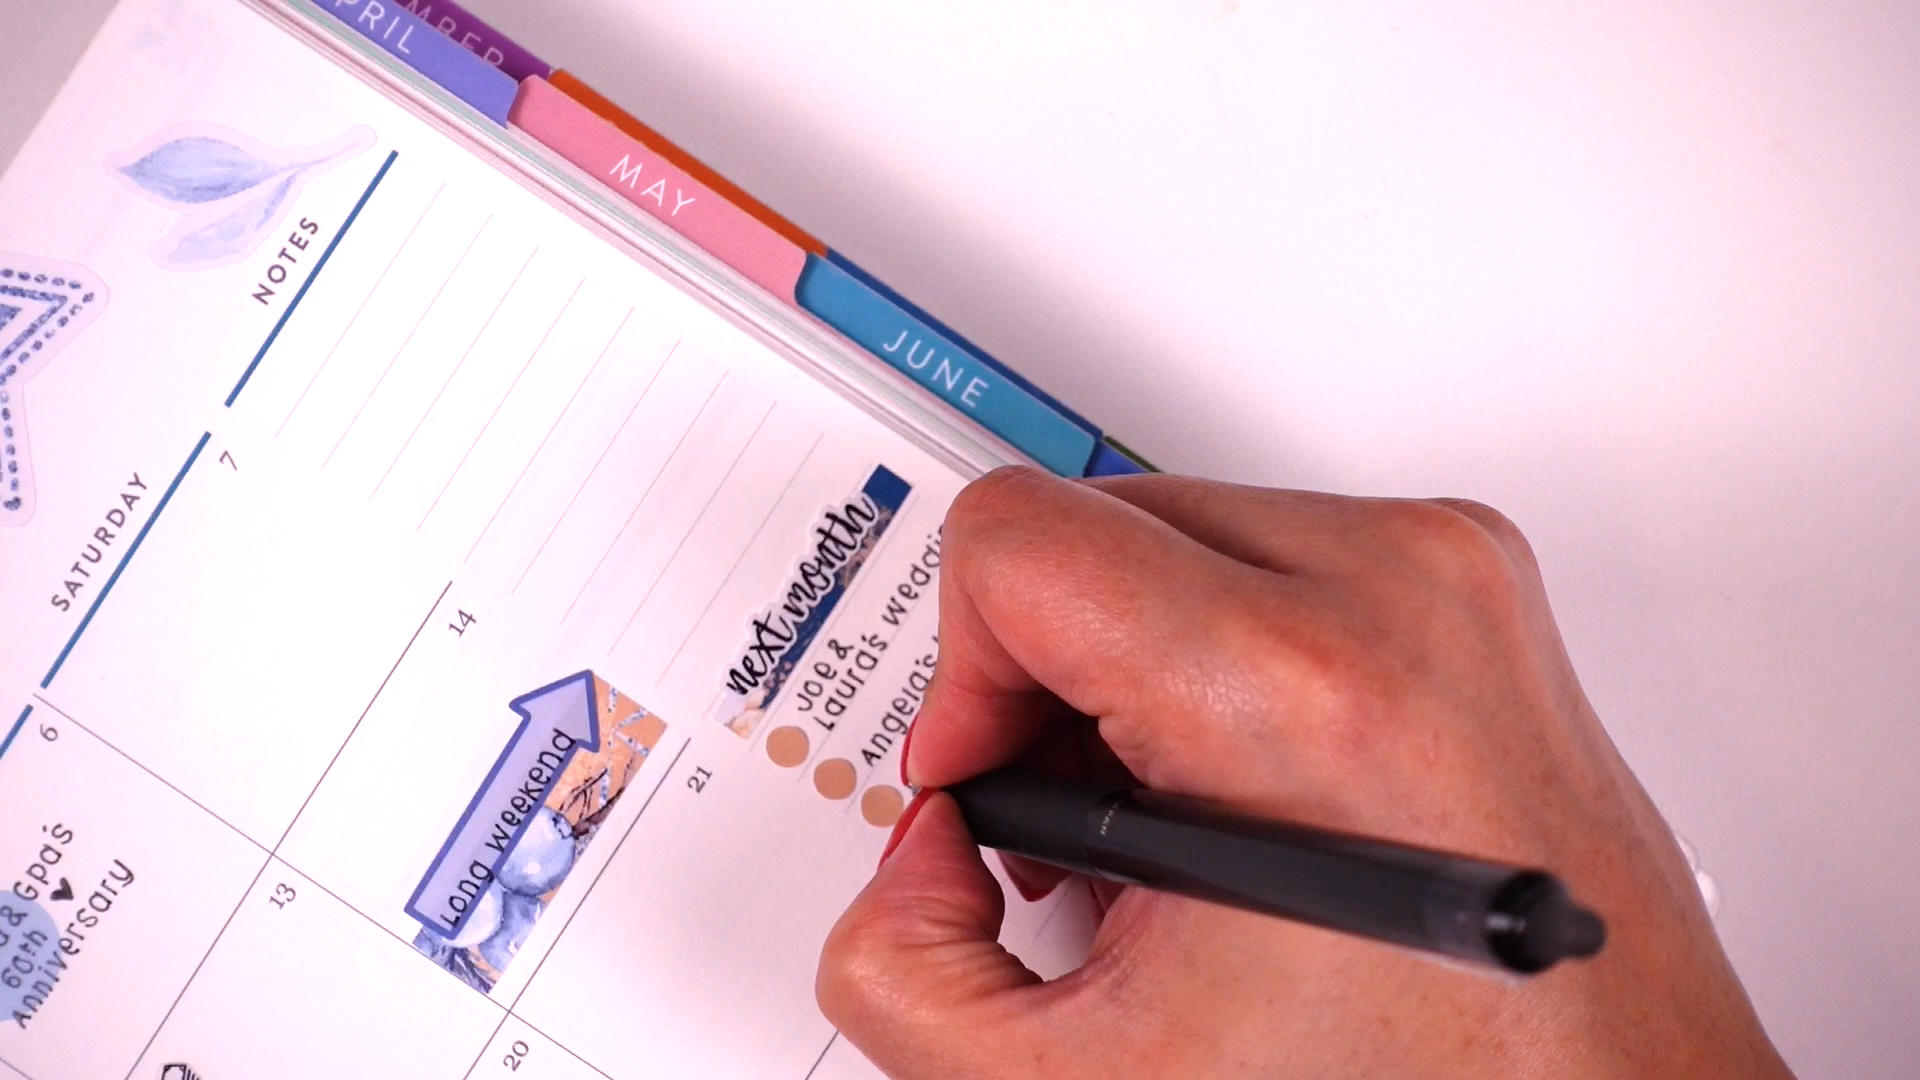 APRIL
MAY
JUNE
NOTES
SATURDAY
7
14
21
6
13
20
next month
Joe &
Laura's
Angela's
Long Weekend
& Gpa's
60th
Anniversary